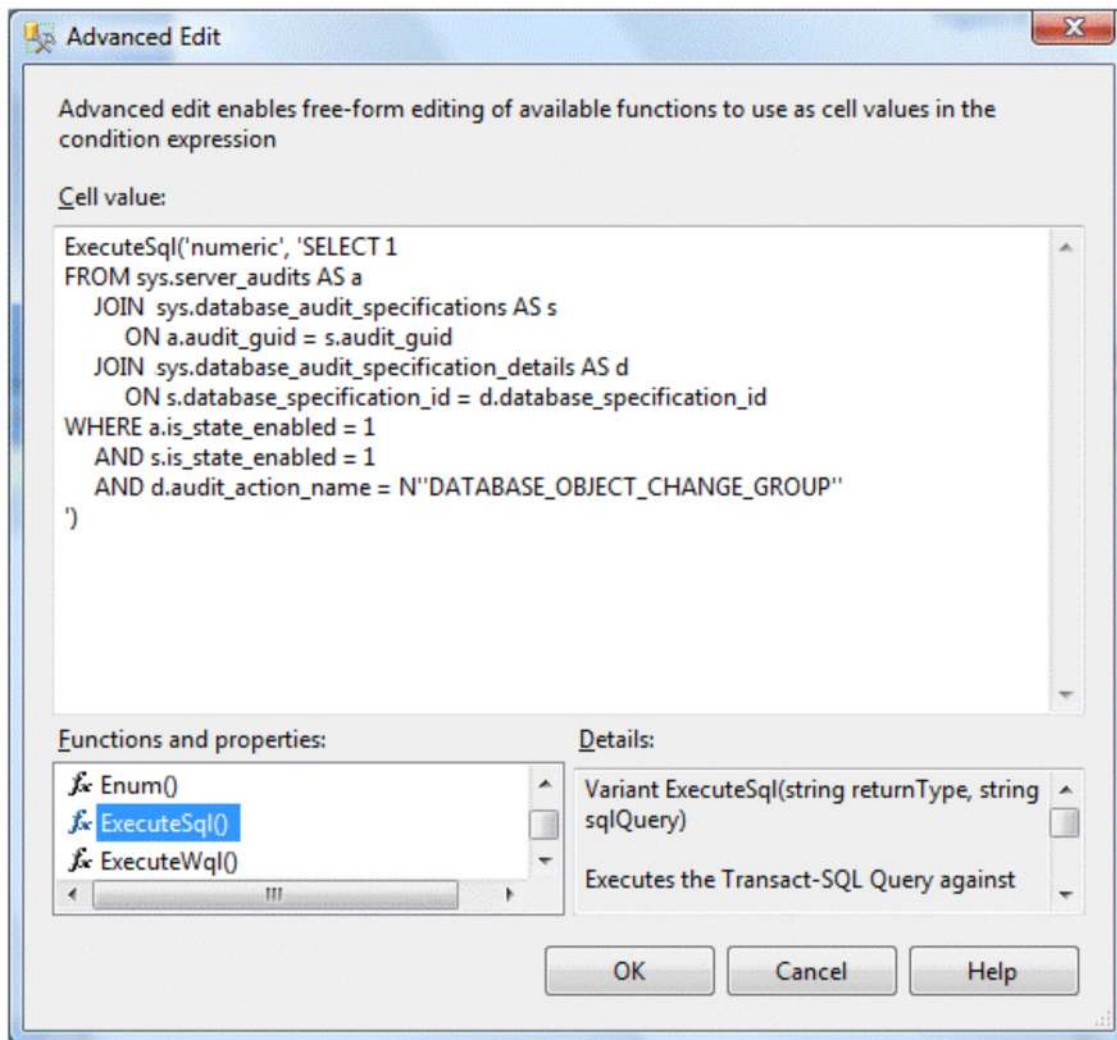 Advanced Edit
Advanced edit enables free-form editing of available functions to use as cell values in the
condition expression
Cell value:
ExecuteSql('numeric', 'SELECT 1
FROM sys.server_audits AS a
JOIN  sys.database_audit_specifications AS s
ON a.audit_guid = s.audit_guid
JOIN  sys.database_audit_specification_details AS d
ON s.database_specification_id = d.database_specification_id
WHERE a.is_state_enabled = 1
AND s.is_state_enabled = 1
AND d.audit_action_name = N''DATABASE_OBJECT_CHANGE_GROUP''
')
Functions and properties:
Details:
fx Enum()
fx ExecuteSql()
fx ExecuteWql()
Variant ExecuteSql(string returnType, string
sqlQuery)
Executes the Transact-SQL Query against
OK
Cancel
Help